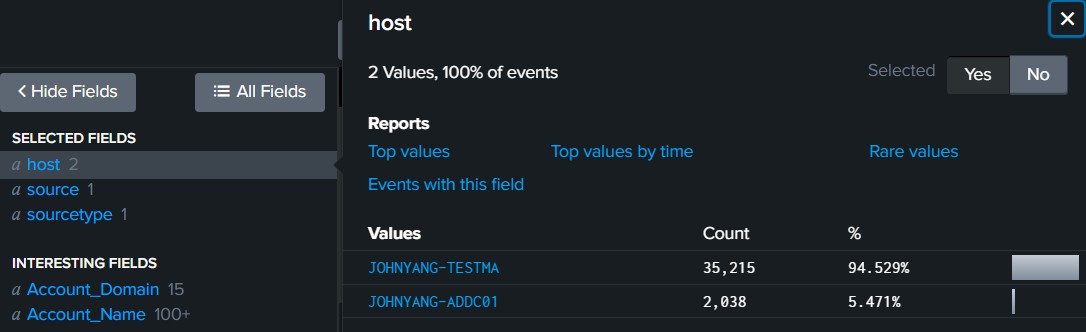 host
2 Values, 100% of events
Selected Yes No
Hide Fields
All Fields
Reports
Top values
Top values by time
Rare values
Events with this field
SELECTED FIELDS
a host 2
a source 1
a sourcetype 1
INTERESTING FIELDS
a Account_Domain 15
a Account_Name 100+
Values Count %
JOHNYANG-TESTMA 35,215 94.529%
JOHNYANG-ADDC01 2,038 5.471%